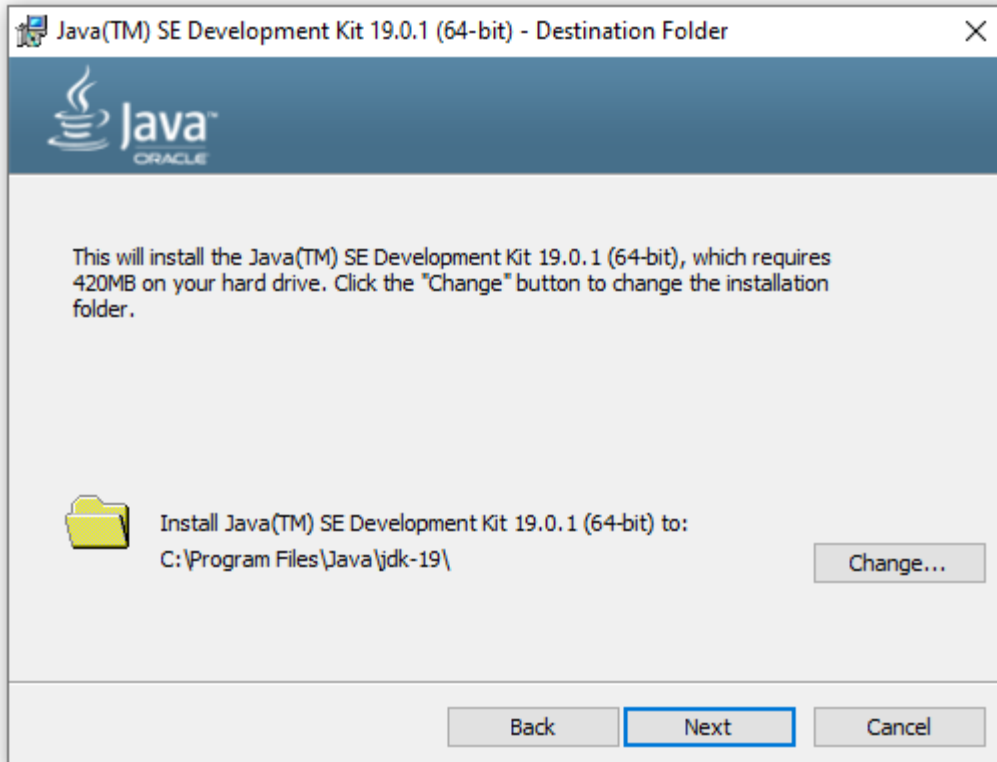 Java(TM) SE Development Kit 19.0.1 (64-bit) - Destination Folder
Java™
ORACLE
This will install the Java(TM) SE Development Kit 19.0.1 (64-bit), which requires
420MB on your hard drive. Click the "Change" button to change the installation
folder.
Install Java(TM) SE Development Kit 19.0.1 (64-bit) to:
C:\Program Files\Java\jdk-19\
Change...
Back
Next
Cancel